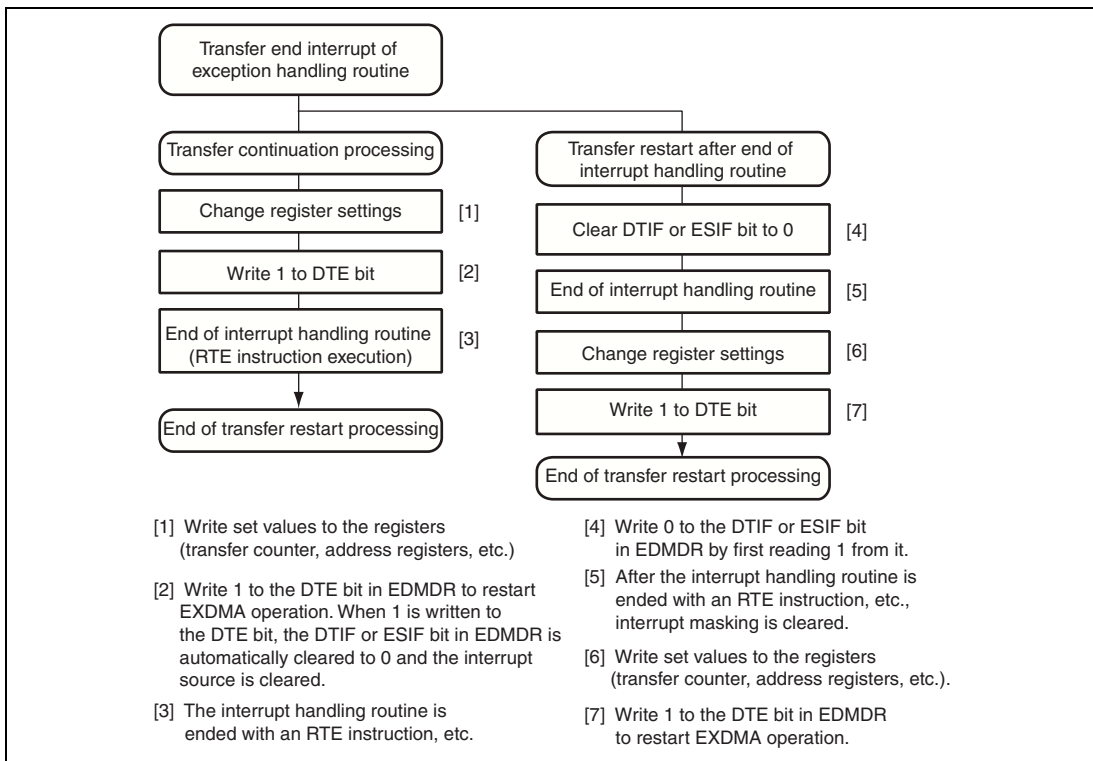 Transfer end interrupt of
exception handling routine
Transfer continuation processing
Change register settings [1]
Write 1 to DTE bit [2]
End of interrupt handling routine
(RTE instruction execution) [3]
End of transfer restart processing
Transfer restart after end of
interrupt handling routine
Clear DTIF or ESIF bit to 0 [4]
End of interrupt handling routine [5]
Change register settings [6]
Write 1 to DTE bit [7]
End of transfer restart processing
[1] Write set values to the registers
(transfer counter, address registers, etc.)
[2] Write 1 to the DTE bit in EDMDR to restart
EXDMA operation. When 1 is written to
the DTE bit, the DTIF or ESIF bit in EDMDR is
automatically cleared to 0 and the interrupt
source is cleared.
[3] The interrupt handling routine is
ended with an RTE instruction, etc.
[4] Write 0 to the DTIF or ESIF bit
in EDMDR by first reading 1 from it.
[5] After the interrupt handling routine is
ended with an RTE instruction, etc.,
interrupt masking is cleared.
[6] Write set values to the registers
(transfer counter, address registers, etc.).
[7] Write 1 to the DTE bit in EDMDR
to restart EXDMA operation.